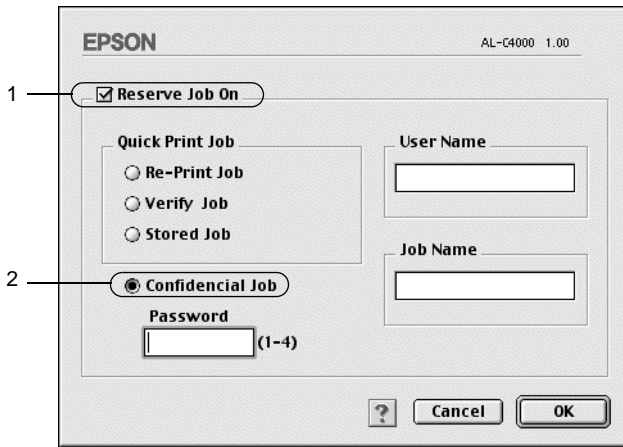 EPSON
AL-C4000 1.00
1
Reserve Job On
Quick Print Job
Re-Print Job
Verify Job
Stored Job
User Name
2
Confidencial Job
Password
(1-4)
Job Name
?
Cancel
OK